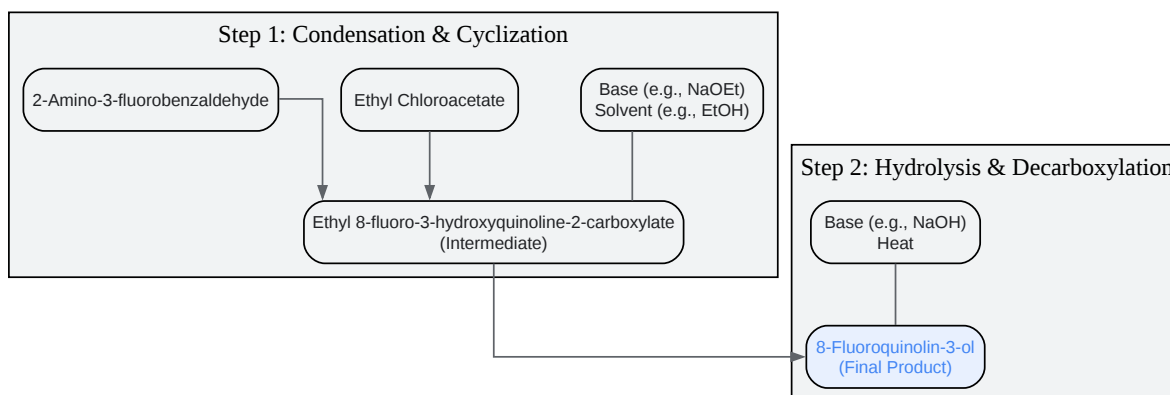 Step 1: Condensation & Cyclization
2-Amino-3-fluorobenzaldehyde
Ethyl Chloroacetate
Base (e.g., NaOEt)
Solvent (e.g., EtOH)
Ethyl 8-fluoro-3-hydroxyquinoline-2-carboxylate
(Intermediate)
Step 2: Hydrolysis & Decarboxylation
Base (e.g., NaOH)
Heat
8-Fluoroquinolin-3-ol
(Final Product)